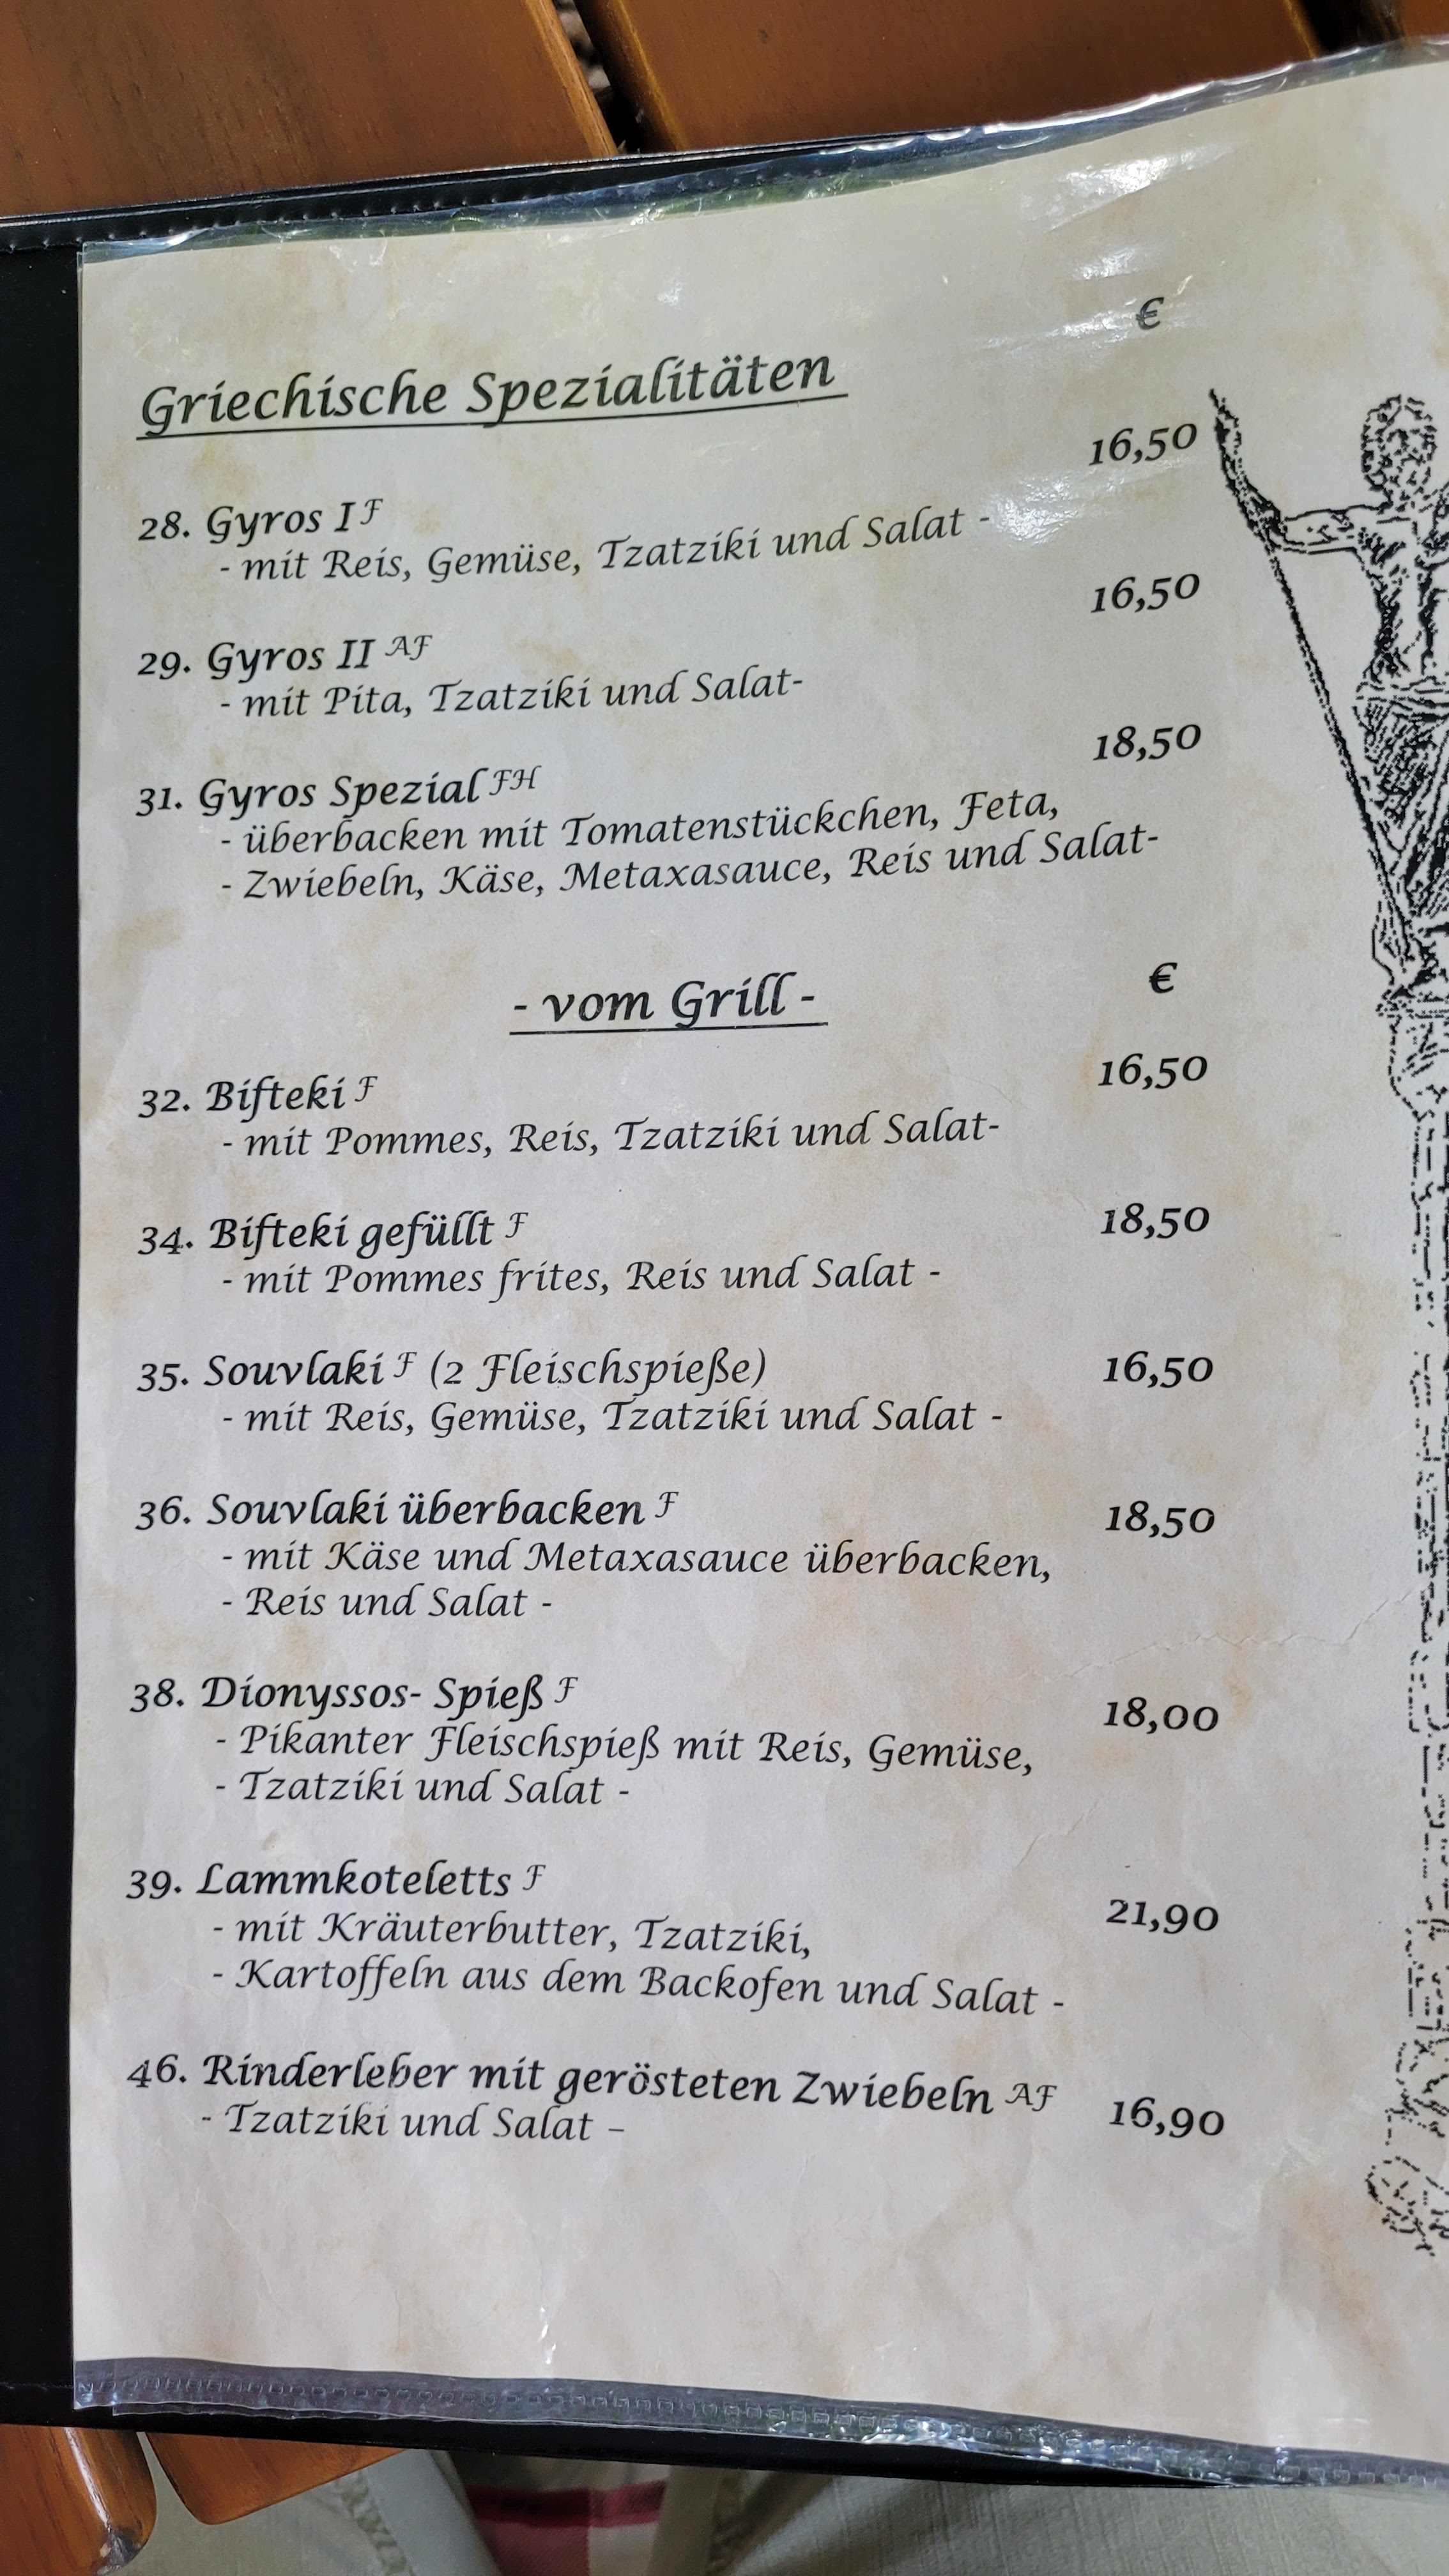 €
Griechische Spezialitäten
28. Gyros I F 16,50
- mit Reis, Gemüse, Tzatziki und Salat -
29. Gyros II AF 16,50
- mit Pita, Tzatziki und Salat-
31. Gyros Spezial FH 18,50
- überbacken mit Tomatenstückchen, Feta,
- Zwiebeln, Käse, Metaxasauce, Reis und Salat-
- vom Grill - €
32. Bifteki F 16,50
- mit Pommes, Reis, Tzatziki und Salat-
34. Bifteki gefüllt F 18,50
- mit Pommes frites, Reis und Salat -
35. Souvlaki F (2 Fleischspieße) 16,50
- mit Reis, Gemüse, Tzatziki und Salat -
36. Souvlaki überbacken F 18,50
- mit Käse und Metaxasauce überbacken,
- Reis und Salat -
38. Dionyssos- Spieß F 18,00
- Pikanter Fleischspieß mit Reis, Gemüse,
- Tzatziki und Salat -
39. Lammkoteletts F 21,90
- mit Kräuterbutter, Tzatziki,
- Kartoffeln aus dem Backofen und Salat -
46. Rinderleber mit gerösteten Zwiebeln AF 16,90
- Tzatziki und Salat –